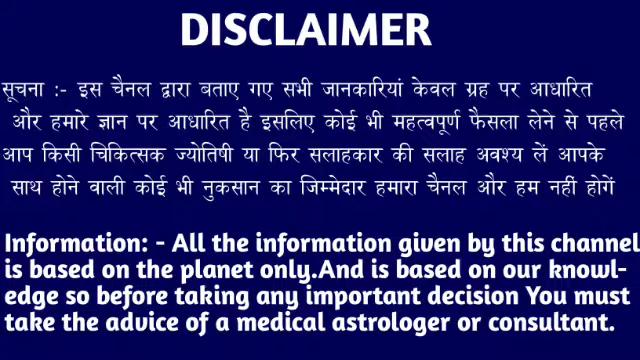 DISCLAIMER
सूचना :- इस चैनल द्वारा बताए गए सभी जानकारियां केवल ग्रह पर आधारित
और हमारे ज्ञान पर आधारित है इसलिए कोई भी महत्वपूर्ण फैसला लेने से पहले
आप किसी चिकित्सक ज्योतिषी या फिर सलाहकार की सलाह अवश्य लें आपके
साथ होने वाली कोई भी नुकसान का जिम्मेदार हमारा चैनल और हम नहीं होगें
Information: - All the information given by this channel
is based on the planet only.And is based on our knowl-
edge so before taking any important decision You must
take the advice of a medical astrologer or consultant.